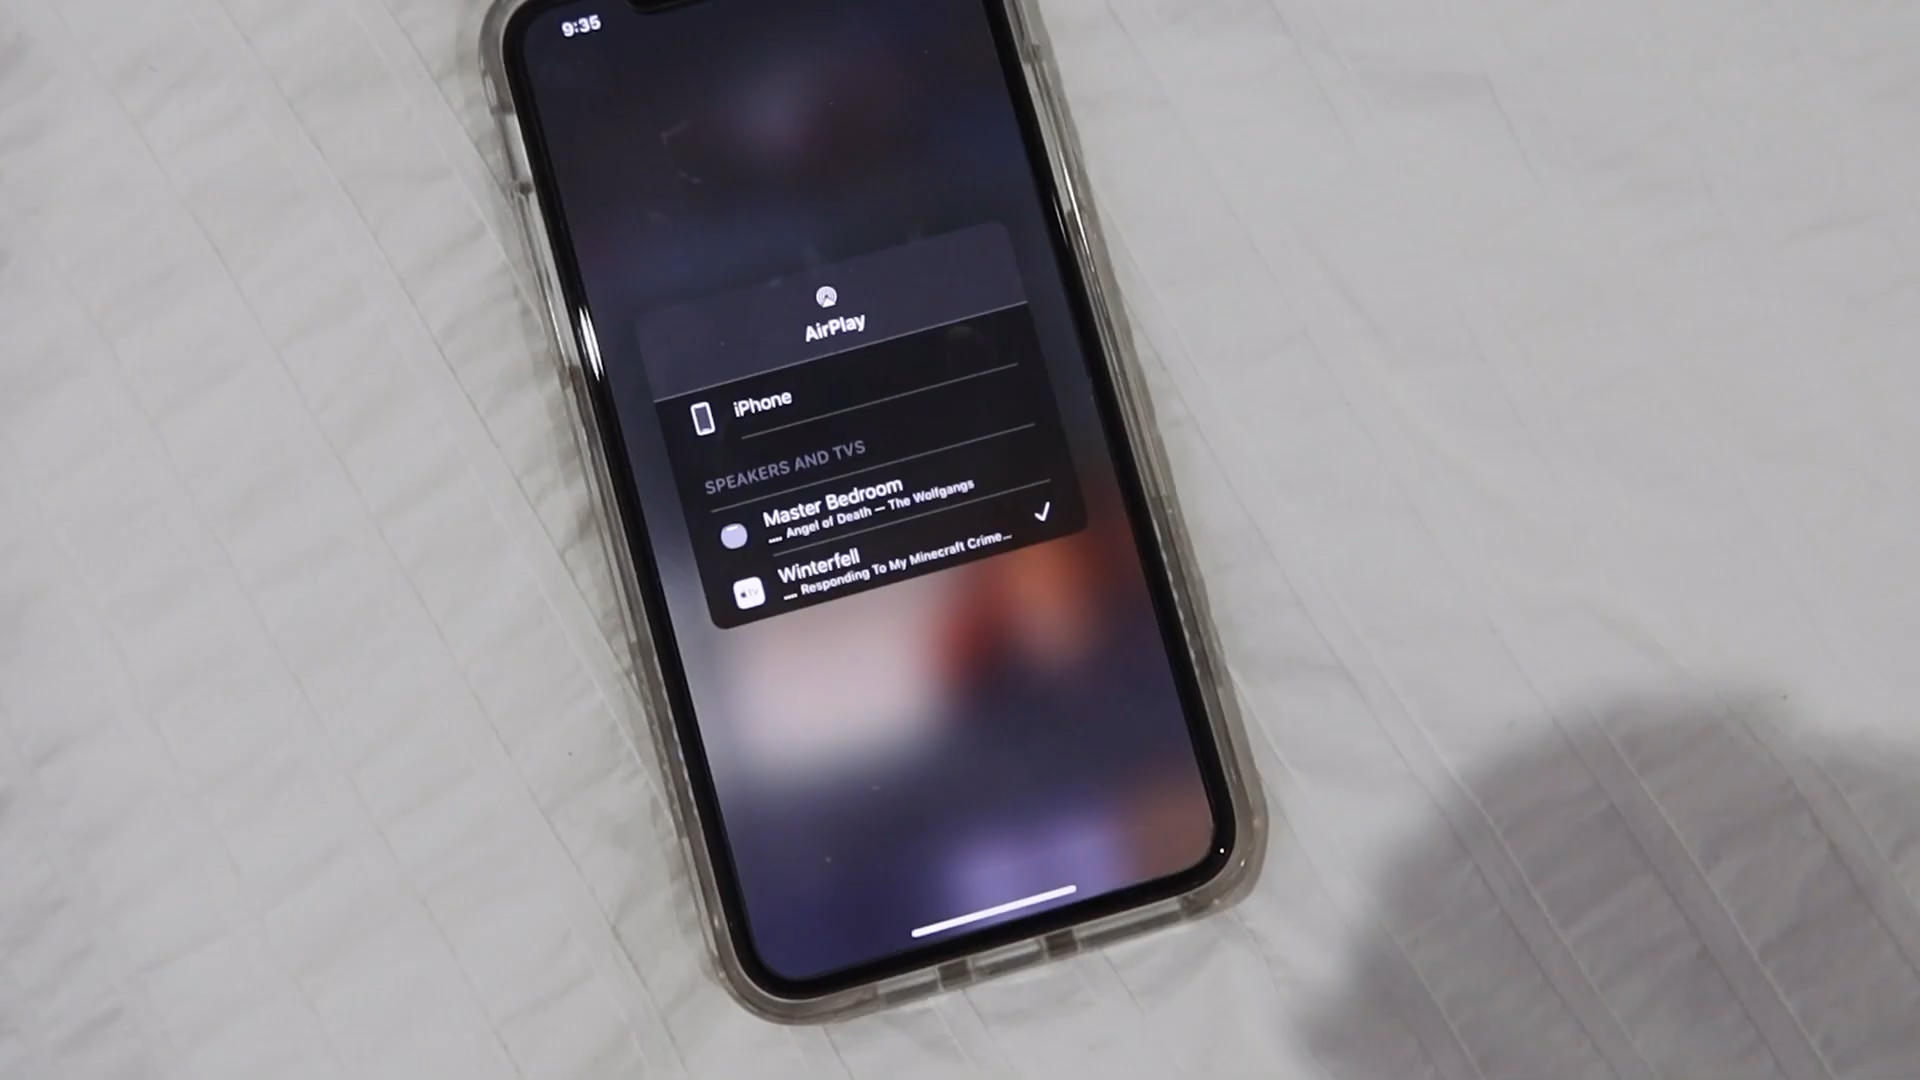 9:35
AirPlay
iPhone
SPEAKERS AND TVS
Master Bedroom
Angel of Death — The Wolfgangs
Winterfell
Responding To My Minecraft Crime...
tv